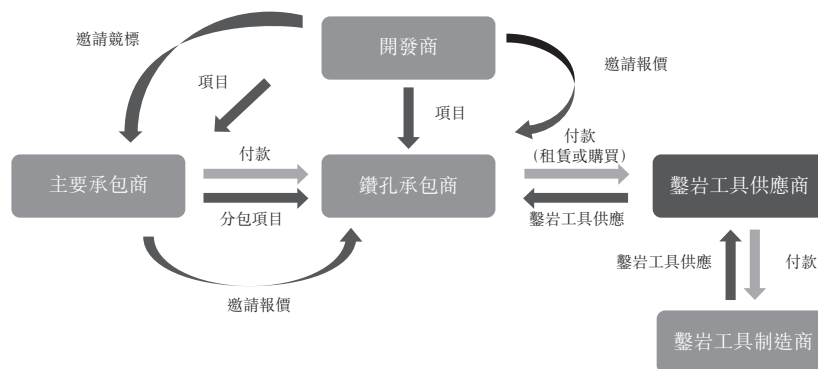 邀請競標
開發商
邀請報價
項目
項目
付款
(租賃或購買)
付款
主要承包商
鑽孔承包商
鑿岩工具供應商
分包項目
鑿岩工具供應
鑿岩工具供應
付款
邀請報價
鑿岩工具制造商